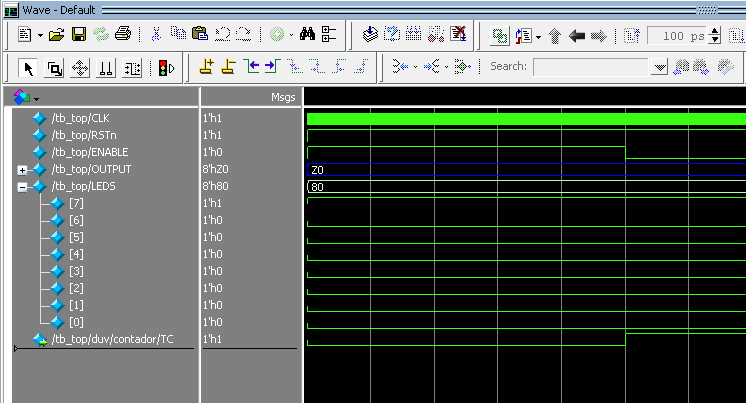 Wave - Default
100 ps
Search:
Msgs
/tb_top/CLK 1'h1
/tb_top/RSTn 1'h1
/tb_top/ENABLE 1'h0
/tb_top/OUTPUT 8'hZ0 Z0
/tb_top/LEDS 8'h80 80
[7] 1'h1
[6] 1'h0
[5] 1'h0
[4] 1'h0
[3] 1'h0
[2] 1'h0
[1] 1'h0
[0] 1'h0
/tb_top/duv/contador/TC 1'h1